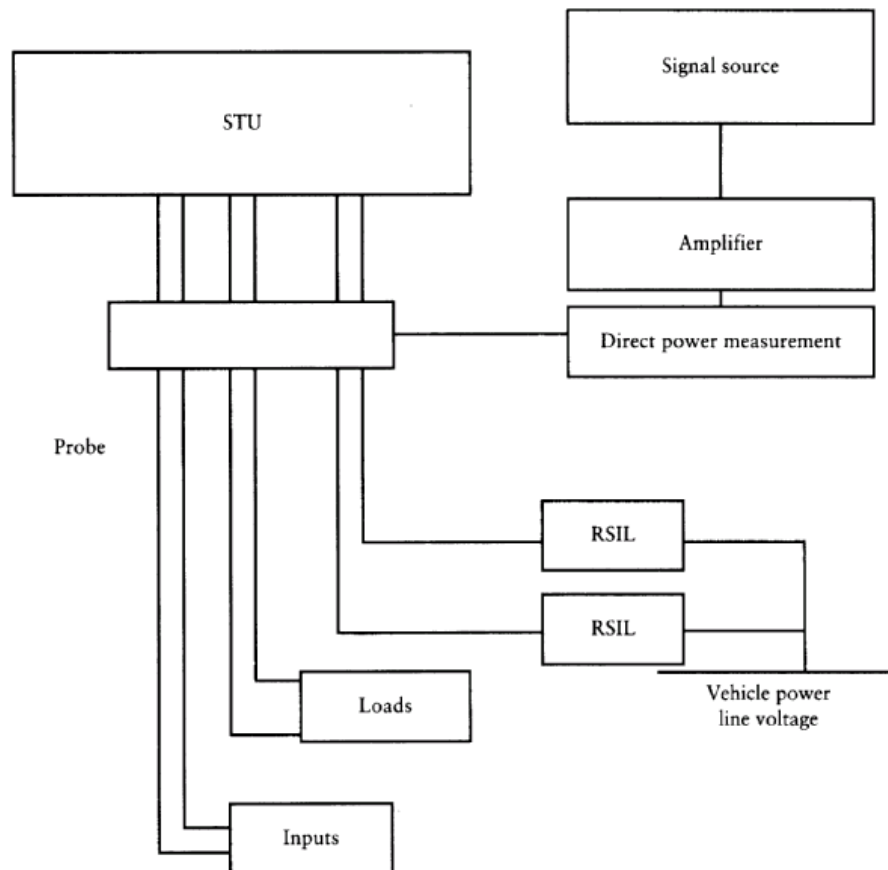 Signal source
STU
Amplifier
Direct power measurement
Probe
RSIL
RSIL
Loads
Vehicle power
line voltage
Inputs